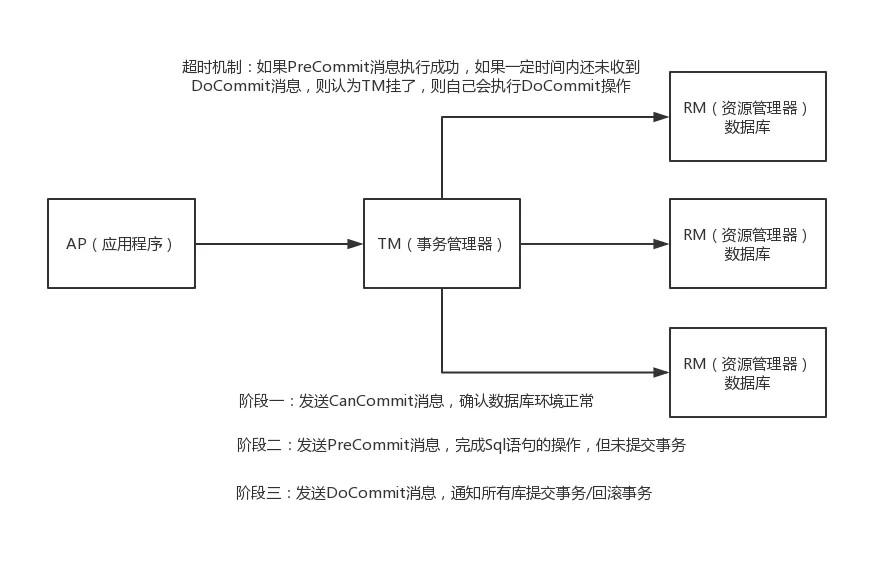 超时机制：如果PreCommit消息执行成功，如果一定时间内还未收到
DoCommit消息，则认为TM挂了，则自己会执行DoCommit操作
RM（资源管理器）
数据库
AP（应用程序）
TM（事务管理器）
RM（资源管理器）
数据库
RM（资源管理器）
数据库
阶段一：发送CanCommit消息，确认数据库环境正常
阶段二：发送PreCommit消息，完成Sql语句的操作，但未提交事务
阶段三：发送DoCommit消息，通知所有库提交事务/回滚事务